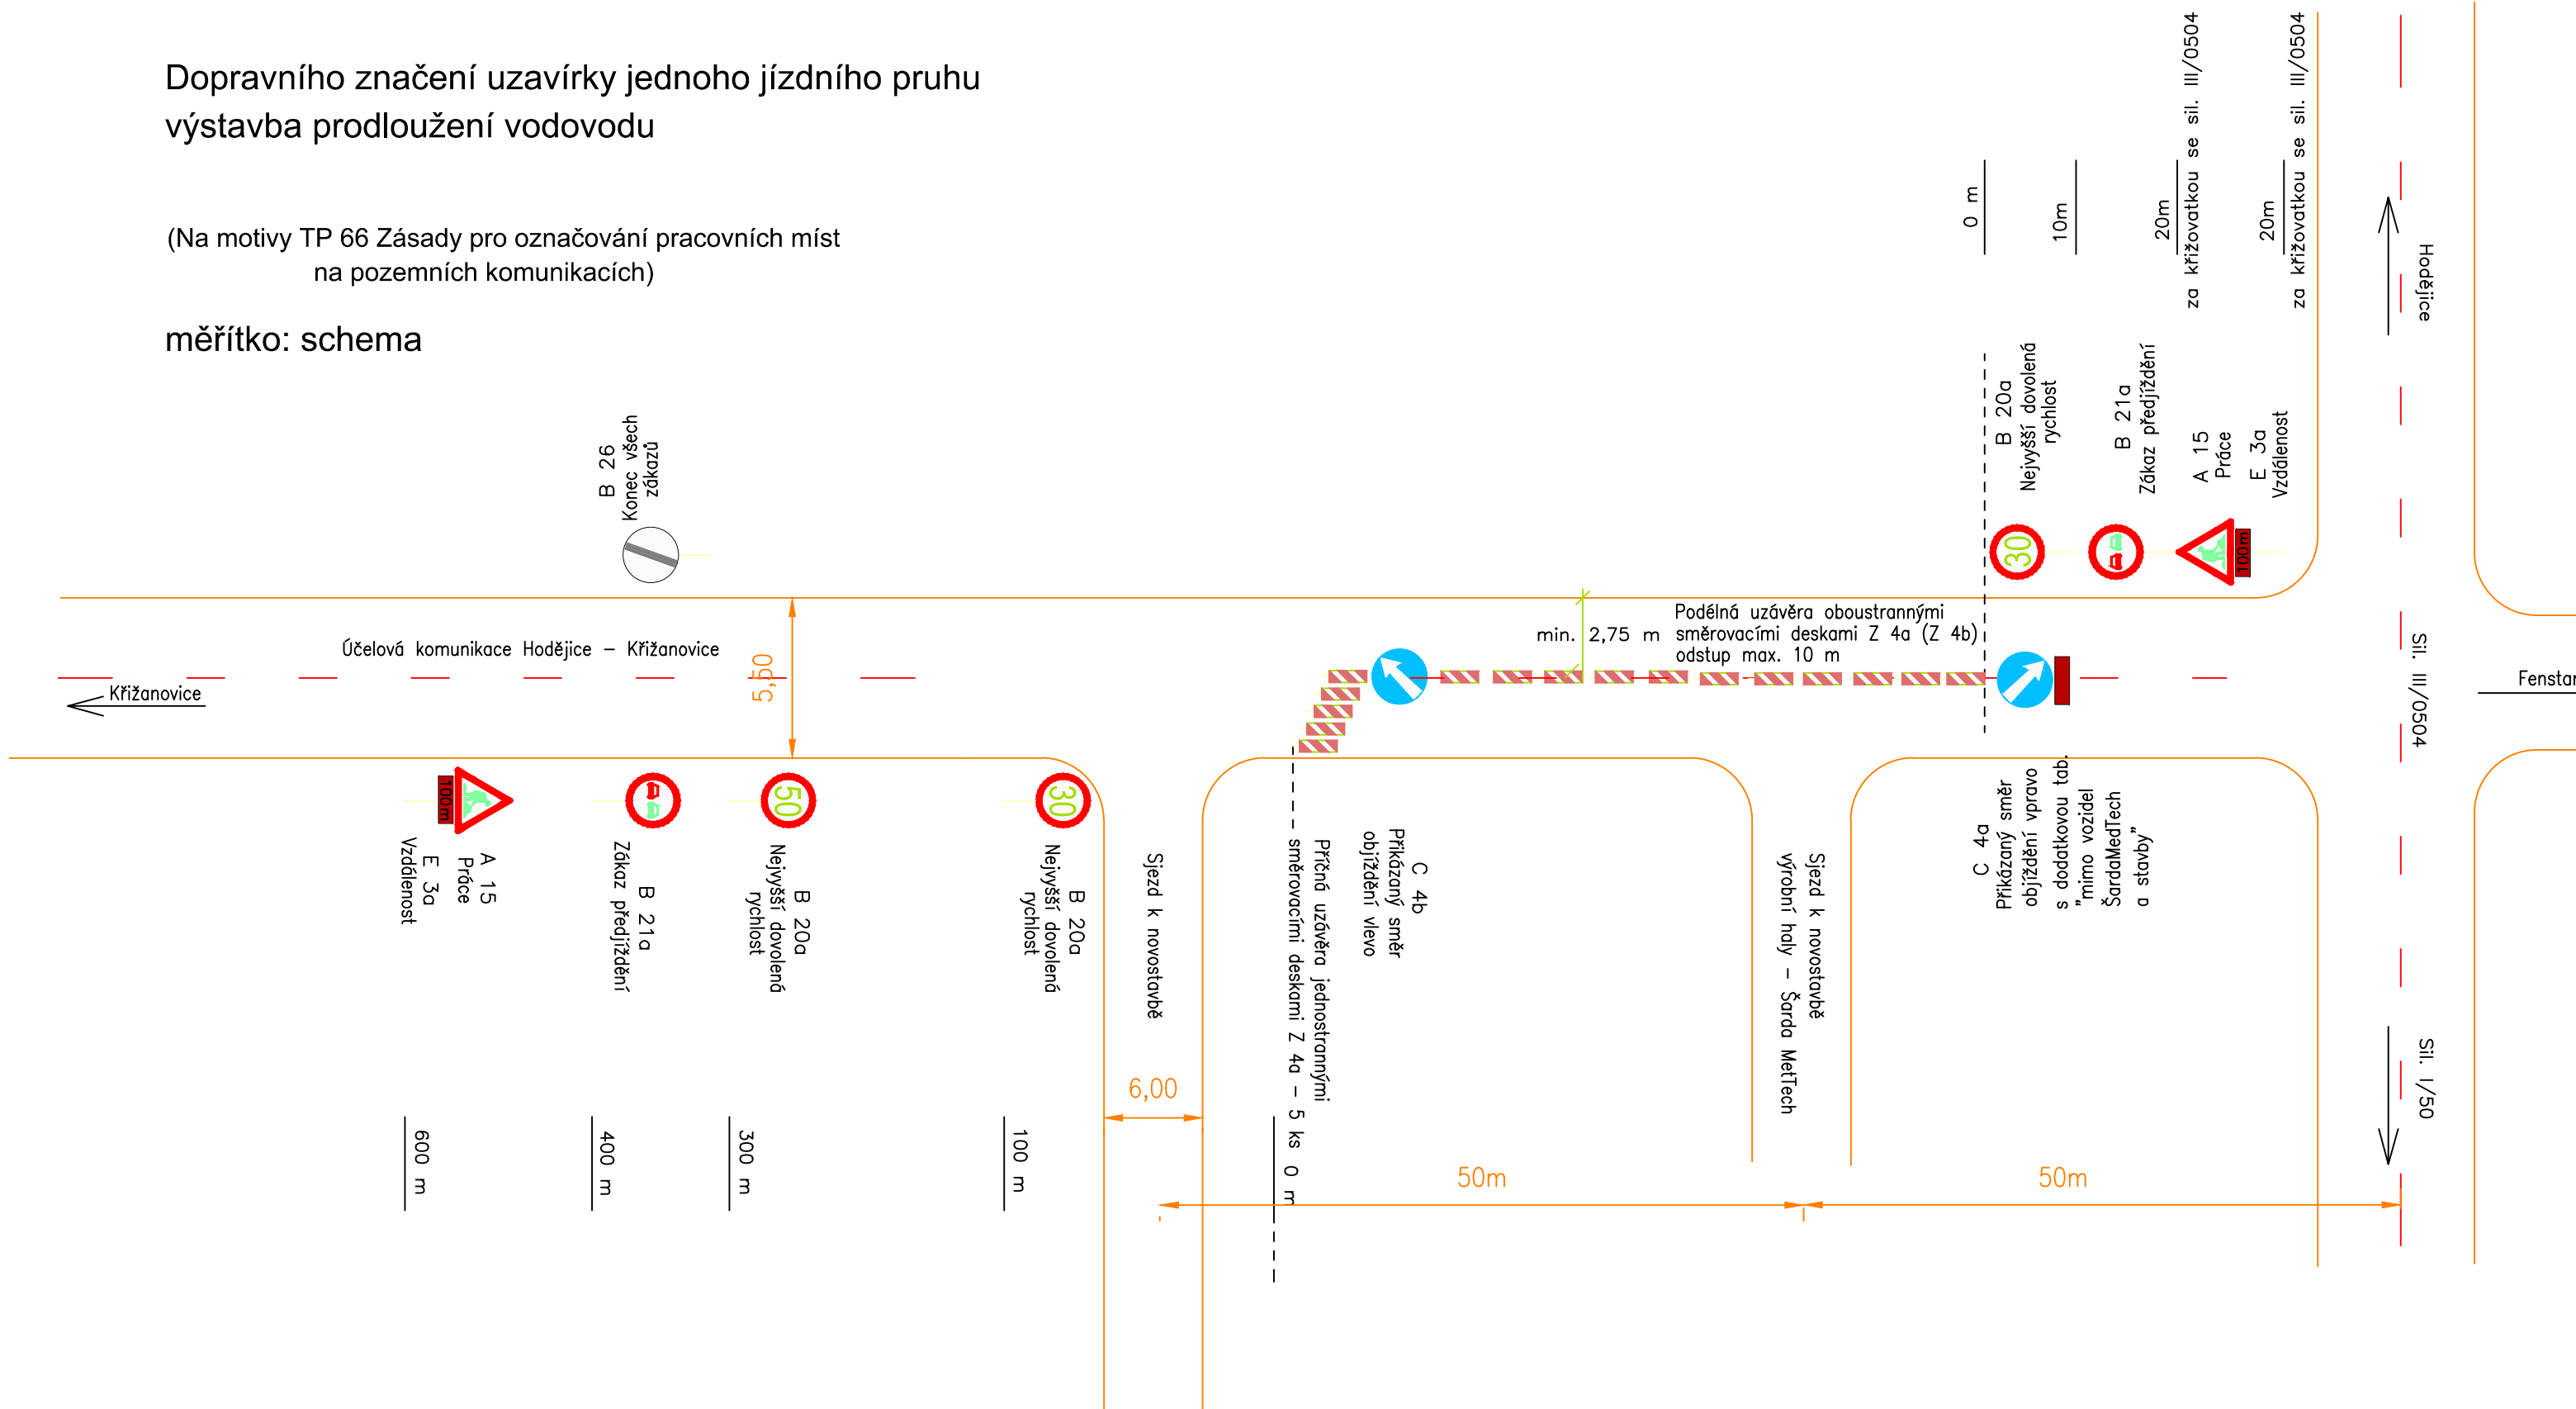 Dopravního značení uzavírky jednoho jízdního pruhu
výstavba prodloužení vodovodu
(Na motivy TP 66 Zásady pro označování pracovních míst
na pozemních komunikacích)
měřítko: schema
0 m
10m
20m
za křižovatkou se sil. III/0504
20m
za křižovatkou se sil. III/0504
Hodějice
B 26
Konec všech
zákazů
B 20a
Nejvyšší dovolená
rychlost
B 21a
Zákaz předjíždění
A 15
Práce
E 3a
Vzdálenost
30
100m
Účelová komunikace Hodějice – Křižanovice
Křižanovice
5,50
min. 2,75 m
Podélná uzávěra oboustrannými
směrovacími deskami Z 4a (Z 4b)
odstup max. 10 m
Sil. III/0504
100m
50
30
A 15
Práce
E 3a
Vzdálenost
B 21a
Zákaz předjíždění
B 20a
Nejvyšší dovolená
rychlost
B 20a
Nejvyšší dovolená
rychlost
Sjezd k novostavbě
Příčná uzávěra jednostrannými
směrovacími deskami Z 4a – 5 ks
C 4b
Přikázaný směr
objíždění vlevo
Sjezd k novostavbě
výrobní haly – Šarda MetTech
C 4a
Přikázaný směr
objíždění vpravo
s dodatkovou tab.
"mimo vozidel
ŠardaMedTech
a stavby"
Sil. I/50
6,00
600 m
400 m
300 m
100 m
0 m
50m
50m